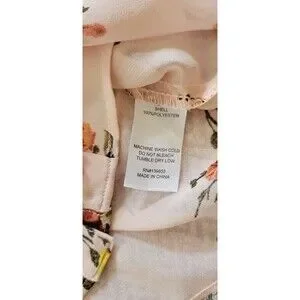 SHELL
100%POLYESTER
MACHINE WASH COLD
DO NOT BLEACH
TUMBLE DRY LOW
MADE IN CHINA